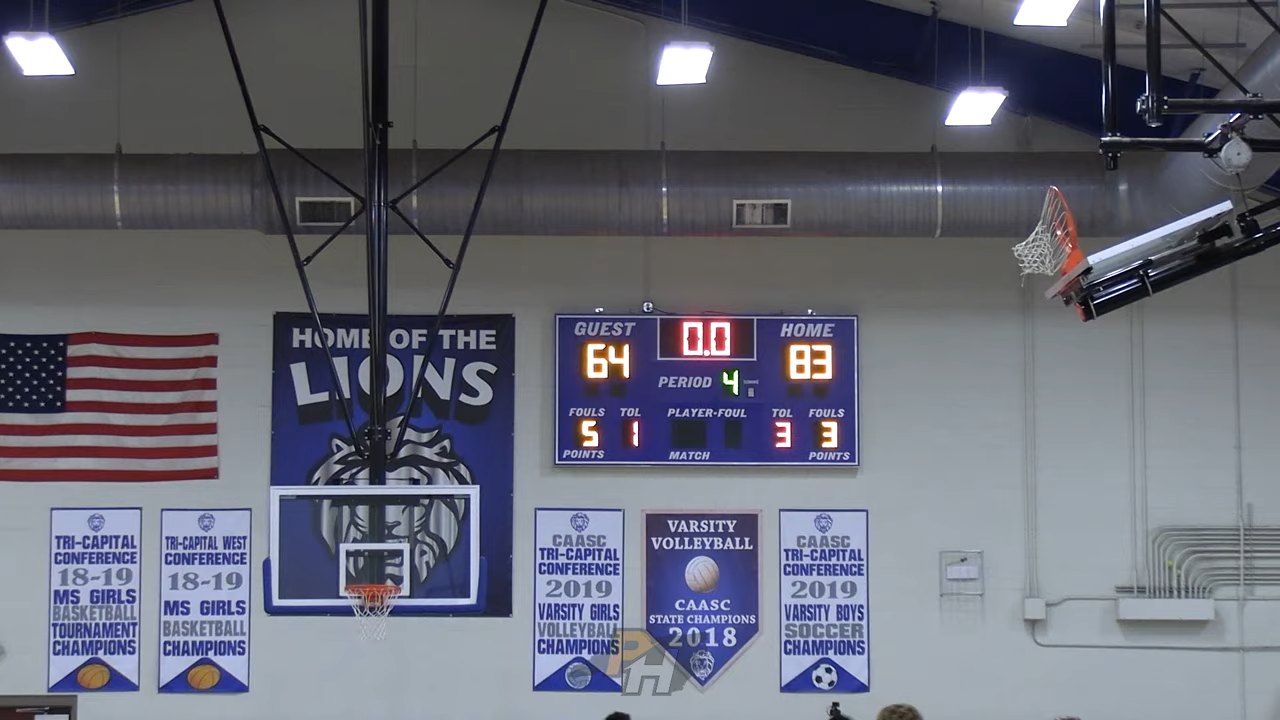 HOME OF THE
LIONS
GUEST
0.0
HOME
64
83
PERIOD 4
FOULS
TOL
PLAYER-FOUL
TOL
FOULS
5
1
3
3
POINTS
MATCH
POINTS
TRI-CAPITAL
CONFERENCE
18-19
MS GIRLS
BASKETBALL
TOURNAMENT
CHAMPIONS
TRI-CAPITAL WEST
CONFERENCE
18-19
MS GIRLS
BASKETBALL
CHAMPIONS
CAASC
TRI-CAPITAL
CONFERENCE
2019
VARSITY GIRLS
VOLLEYBALL
CHAMPIONS
VARSITY
VOLLEYBALL
CAASC
STATE CHAMPIONS
2018
CAASC
TRI-CAPITAL
CONFERENCE
2019
VARSITY BOYS
SOCCER
CHAMPIONS
PH